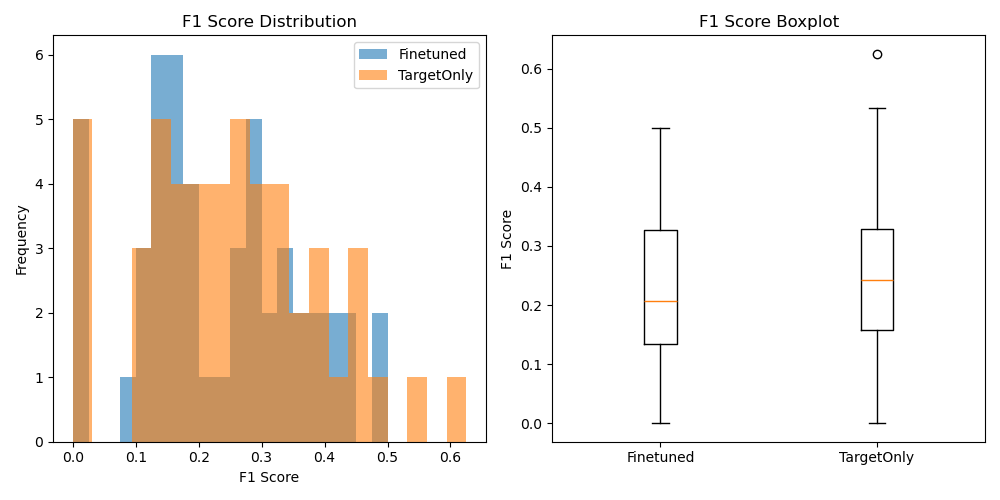 F1 Score Distribution
Finetuned
TargetOnly
6
5
4
3
2
1
0
Frequency
0.0 0.1 0.2 0.3 0.4 0.5 0.6
F1 Score
F1 Score Boxplot
0.6
0.5
0.4
0.3
0.2
0.1
0.0
F1 Score
Finetuned TargetOnly